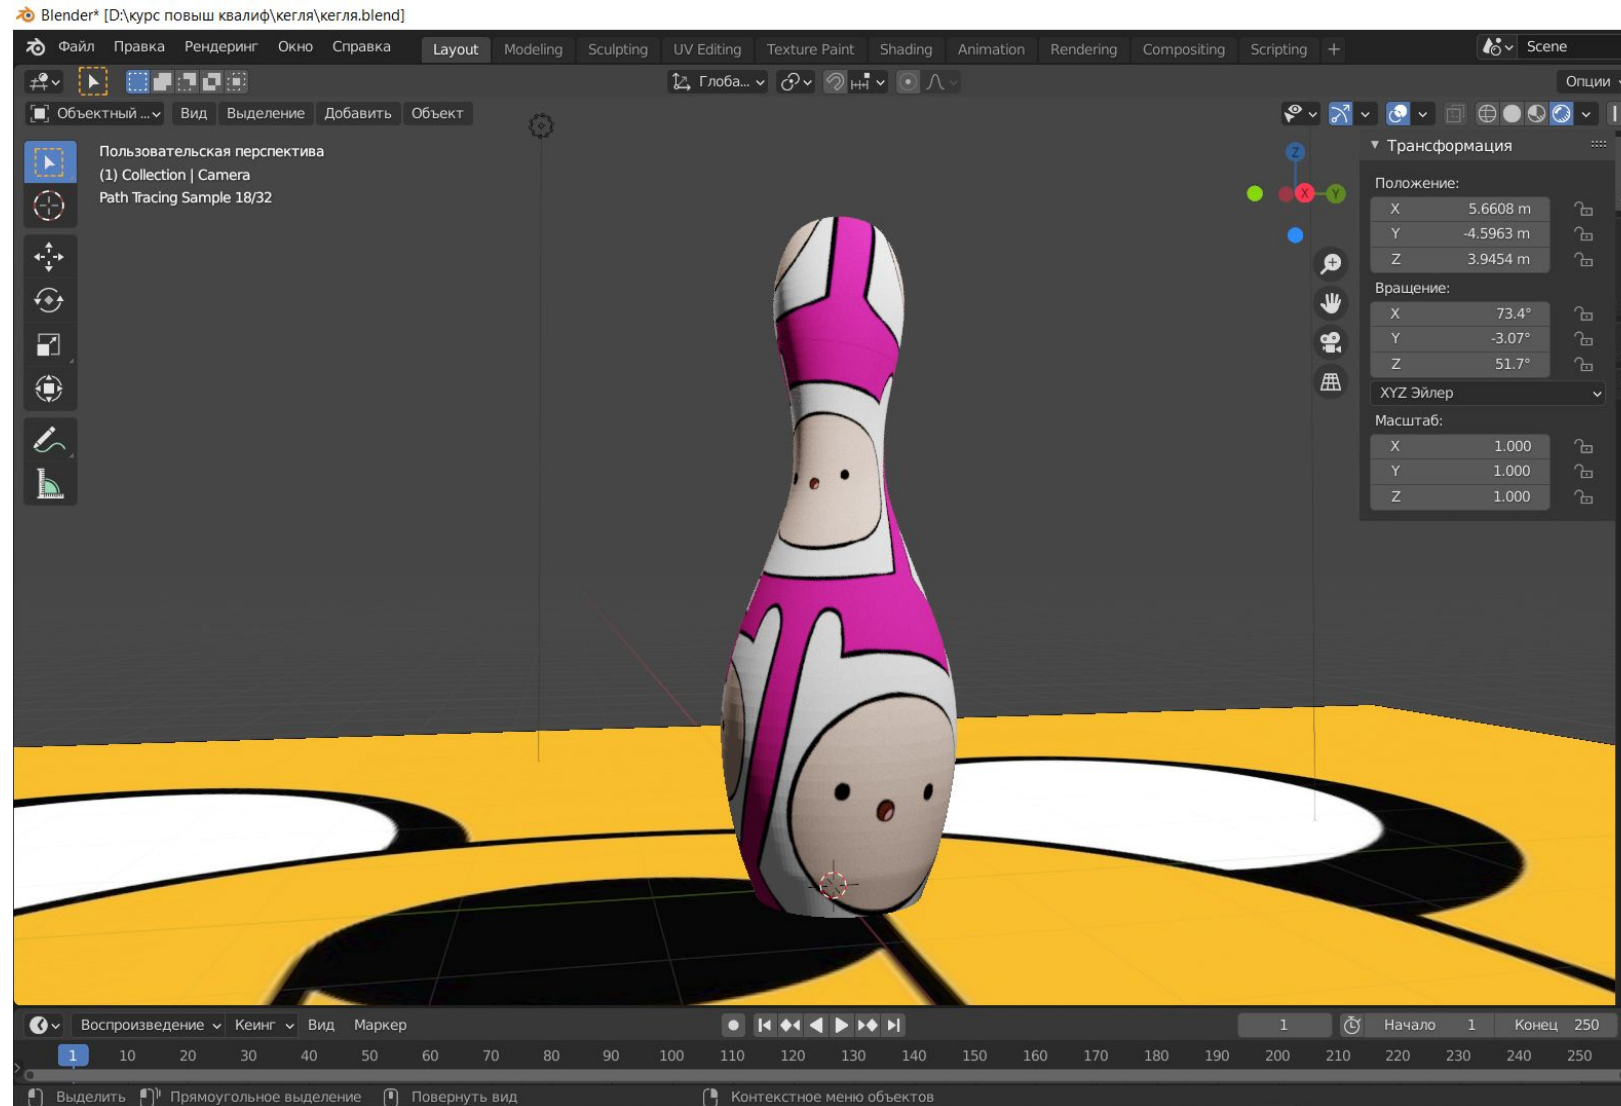 Blender* [D:\курс повыш квалиф\кегля\кегля.blend]
Файл Правка Рендеринг Окно Справка Layout Modeling Sculpting UV Editing Texture Paint Shading Animation Rendering Compositing Scripting + Scene
Глоба... Опции
Объектный ... Вид Выделение Добавить Объект
Пользовательская перспектива
(1) Collection | Camera
Path Tracing Sample 18/32
Z
X
Y
Трансформация
Положение:
X 5.6608 m
Y -4.5963 m
Z 3.9454 m
Вращение:
X 73.4°
Y -3.07°
Z 51.7°
XYZ Эйлер
Масштаб:
X 1.000
Y 1.000
Z 1.000
Воспроизведение Кеинг Вид Маркер 1 Начало 1 Конец 250
1 10 20 30 40 50 60 70 80 90 100 110 120 130 140 150 160 170 180 190 200 210 220 230 240 250
Выделить Прямоугольное выделение Повернуть вид Контекстное меню объектов